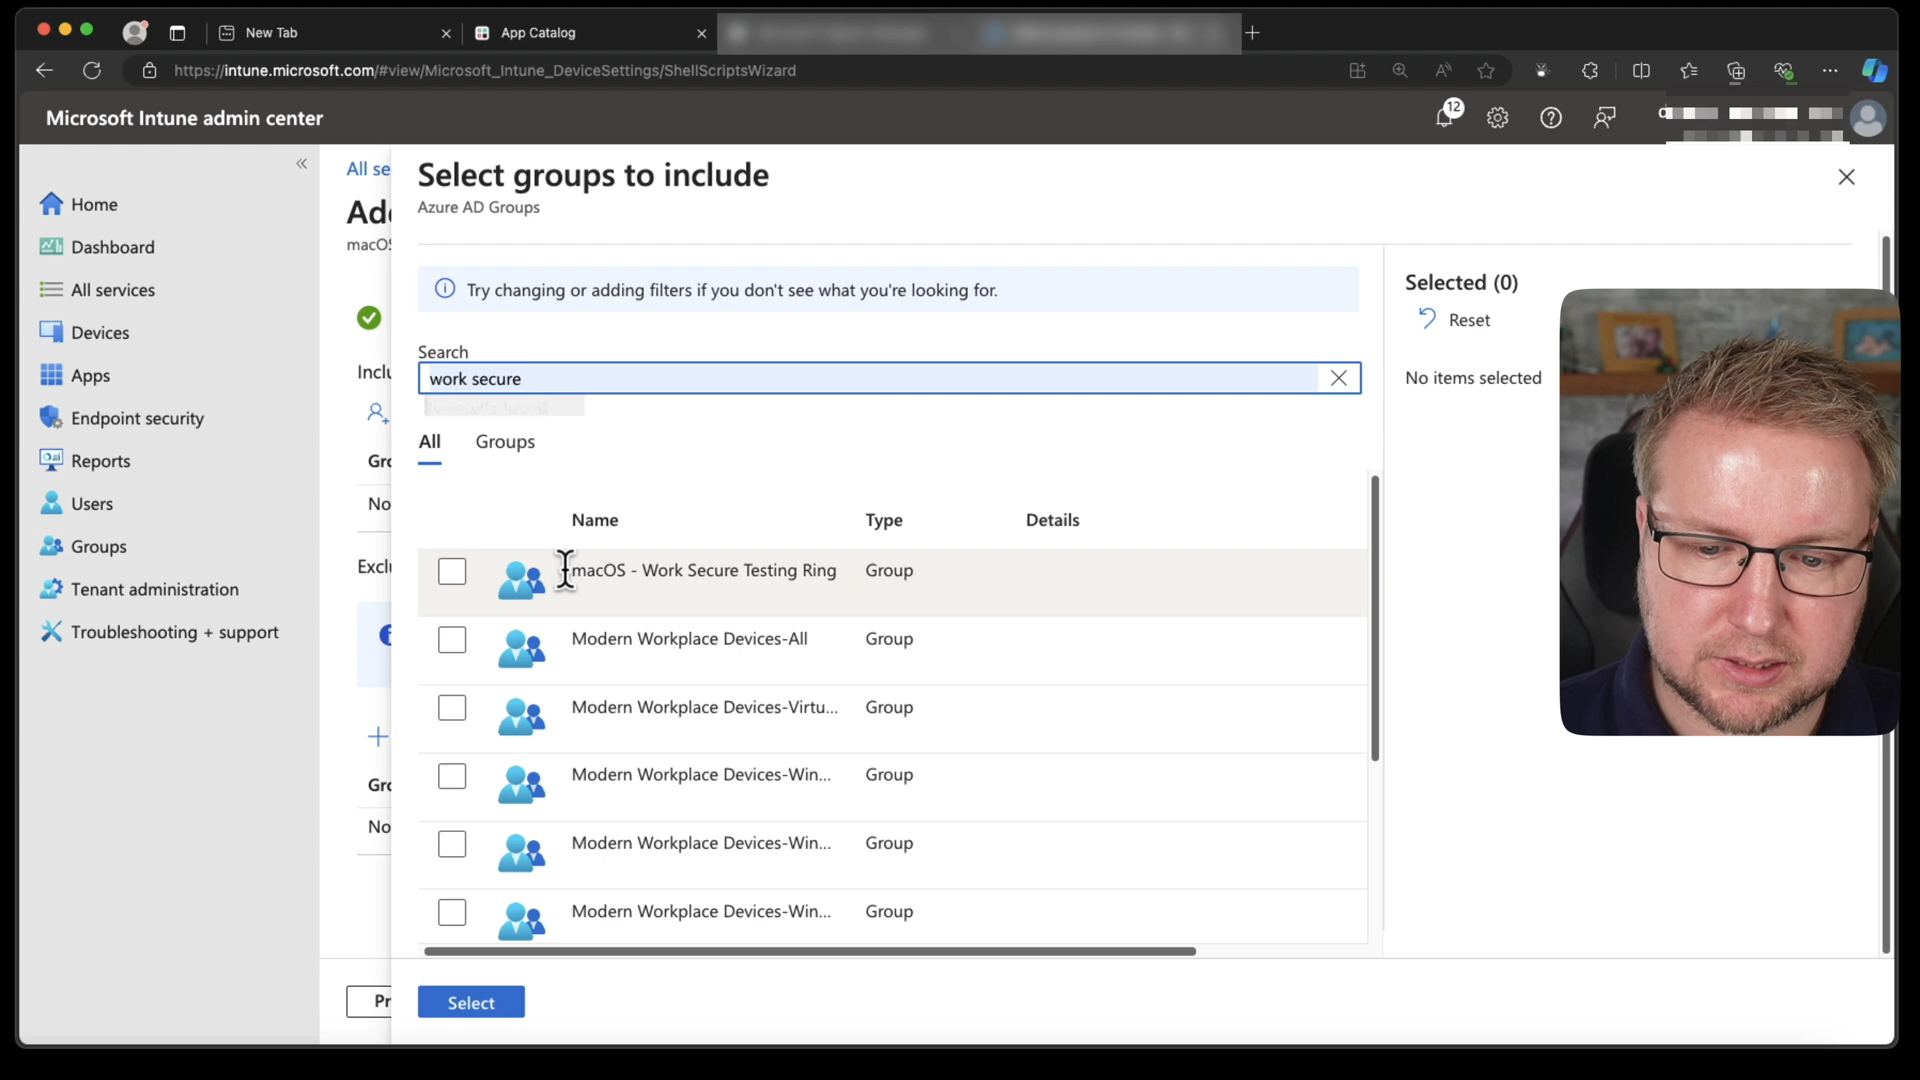 New Tab
App Catalog
https://intune.microsoft.com/#view/Microsoft_Intune_DeviceSettings/ShellScriptsWizard
Microsoft Intune admin center
12
Home
Dashboard
All services
Devices
Apps
Endpoint security
Reports
Users
Groups
Tenant administration
Troubleshooting + support
All se
Ad
macOS
Inclu
Gro
No
Exclu
Gro
No
Pr
Select groups to include
Azure AD Groups
Try changing or adding filters if you don't see what you're looking for.
Search
work secure
All Groups
Name Type Details
macOS - Work Secure Testing Ring Group
Modern Workplace Devices-All Group
Modern Workplace Devices-Virtu... Group
Modern Workplace Devices-Win... Group
Modern Workplace Devices-Win... Group
Modern Workplace Devices-Win... Group
Select
Selected (0)
Reset
No items selected